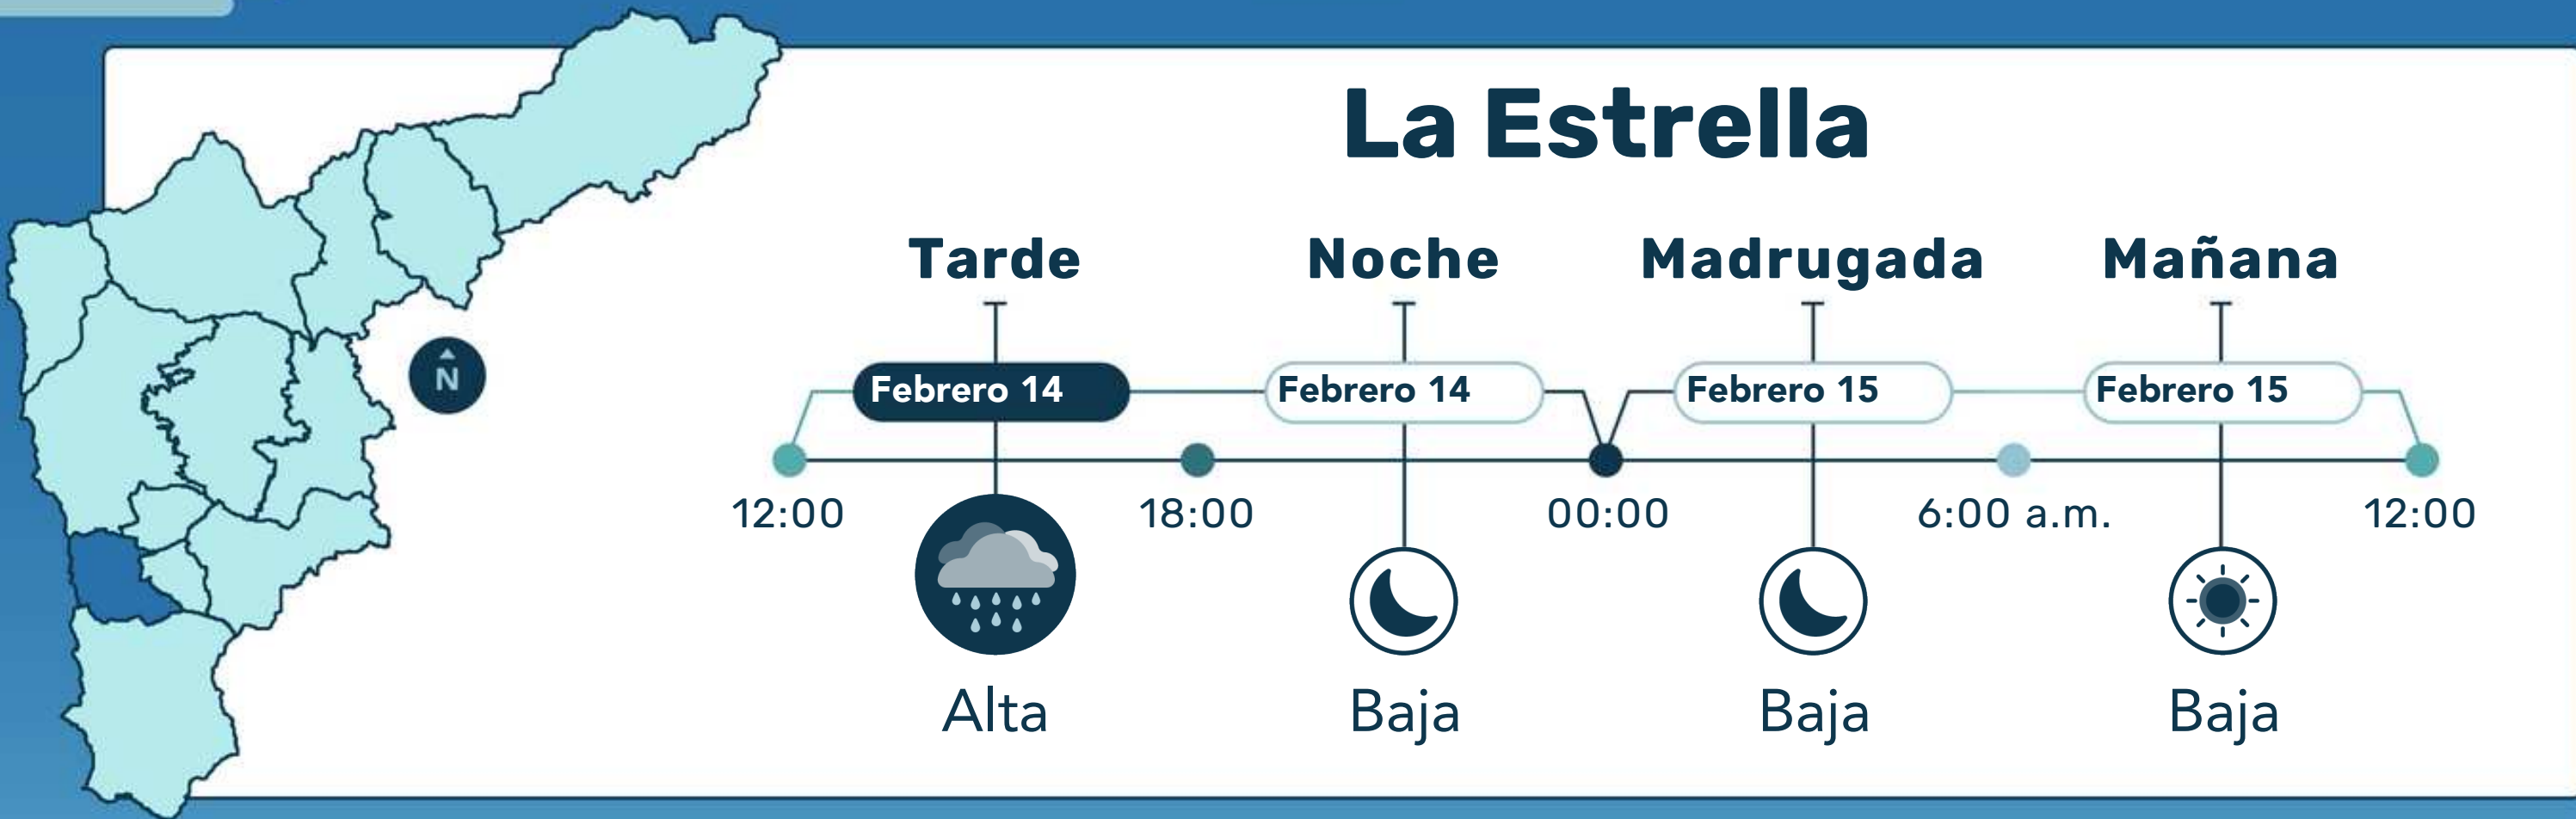 La Estrella
Tarde Noche Madrugada Mañana
N
Febrero 14 Febrero 14 Febrero 15 Febrero 15
12:00 18:00 00:00 6:00 a.m. 12:00
Alta Baja Baja Baja